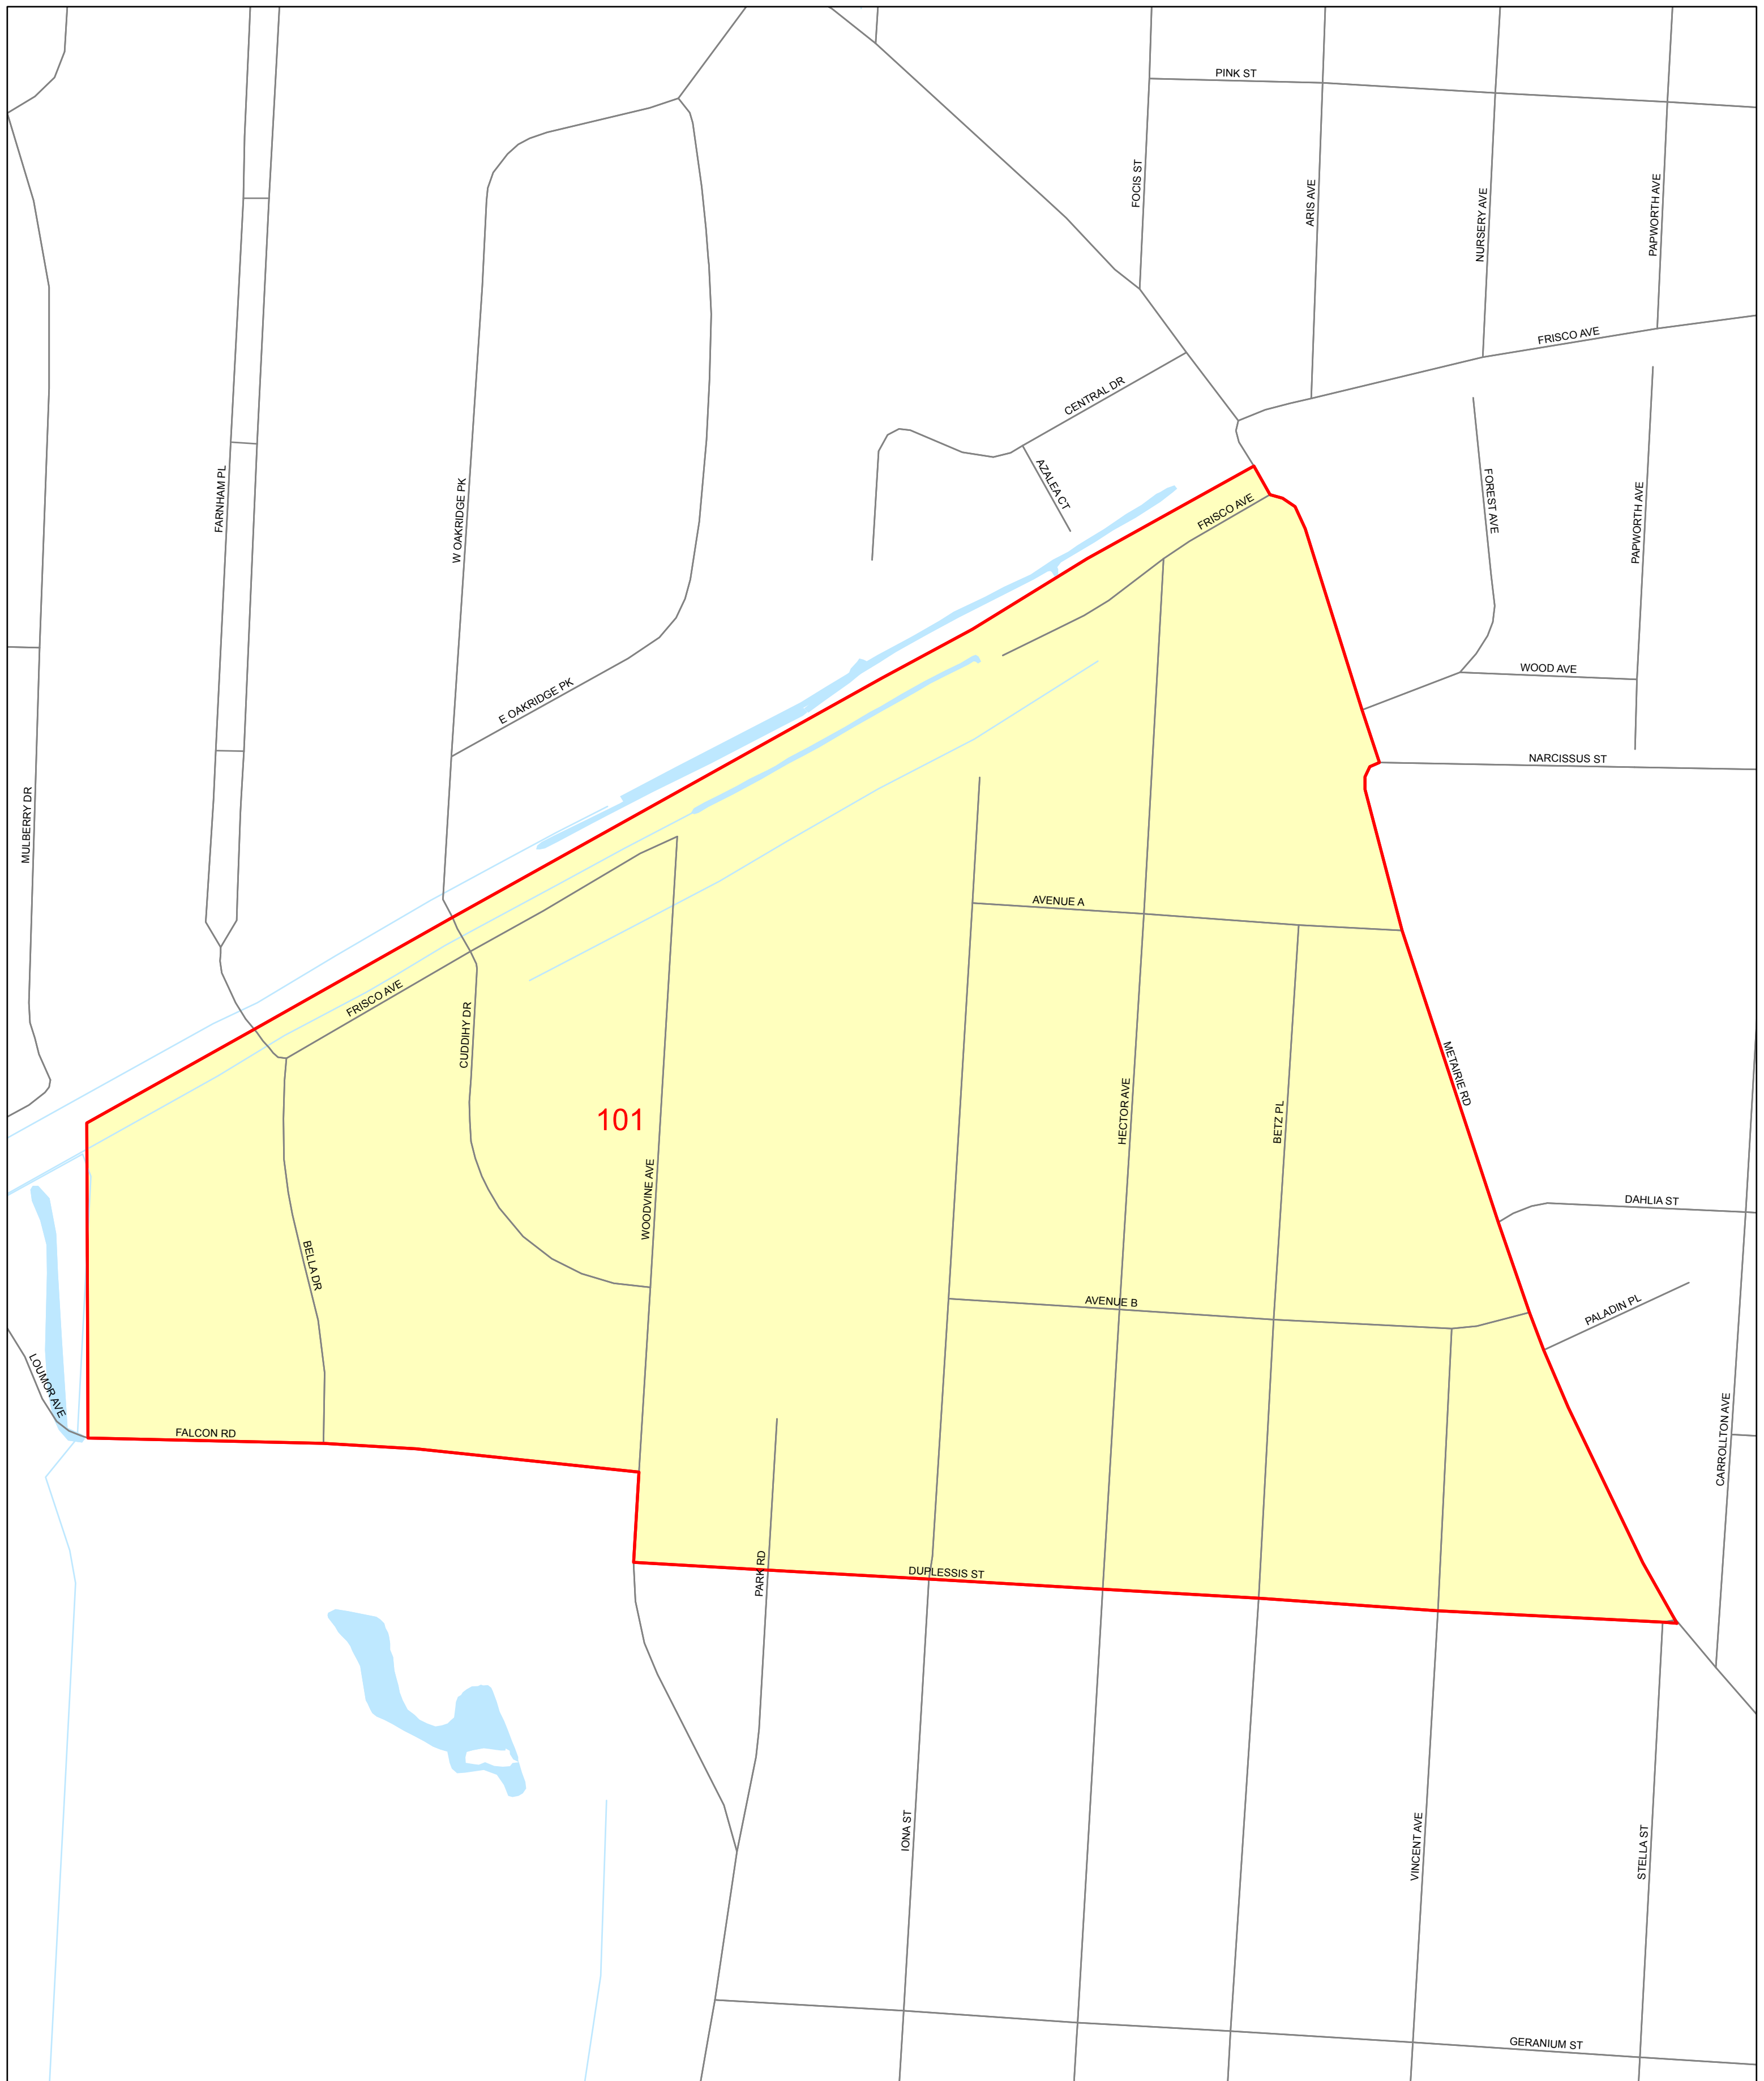 PINK ST
FOCIS ST
ARIS AVE
NURSERY AVE
PAPWORTH AVE
FRISCO AVE
CENTRAL DR
AZALEA CT
FARNHAM PL
W OAKRIDGE PK
FRISCO AVE
FOREST AVE
PAPWORTH AVE
E OAKRIDGE PK
WOOD AVE
NARCISSUS ST
MULBERRY DR
AVENUE A
FRISCO AVE
CUDDIHY DR
METAIRIE RD
101
HECTOR AVE
BETZ PL
WOODVINE AVE
DAHLIA ST
BELLA DR
AVENUE B
PALADIN PL
LOUMOR AVE
FALCON RD
CARROLLTON AVE
PARK RD
DUPLESSIS ST
IONA ST
VINCENT AVE
STELLA ST
GERANIUM ST